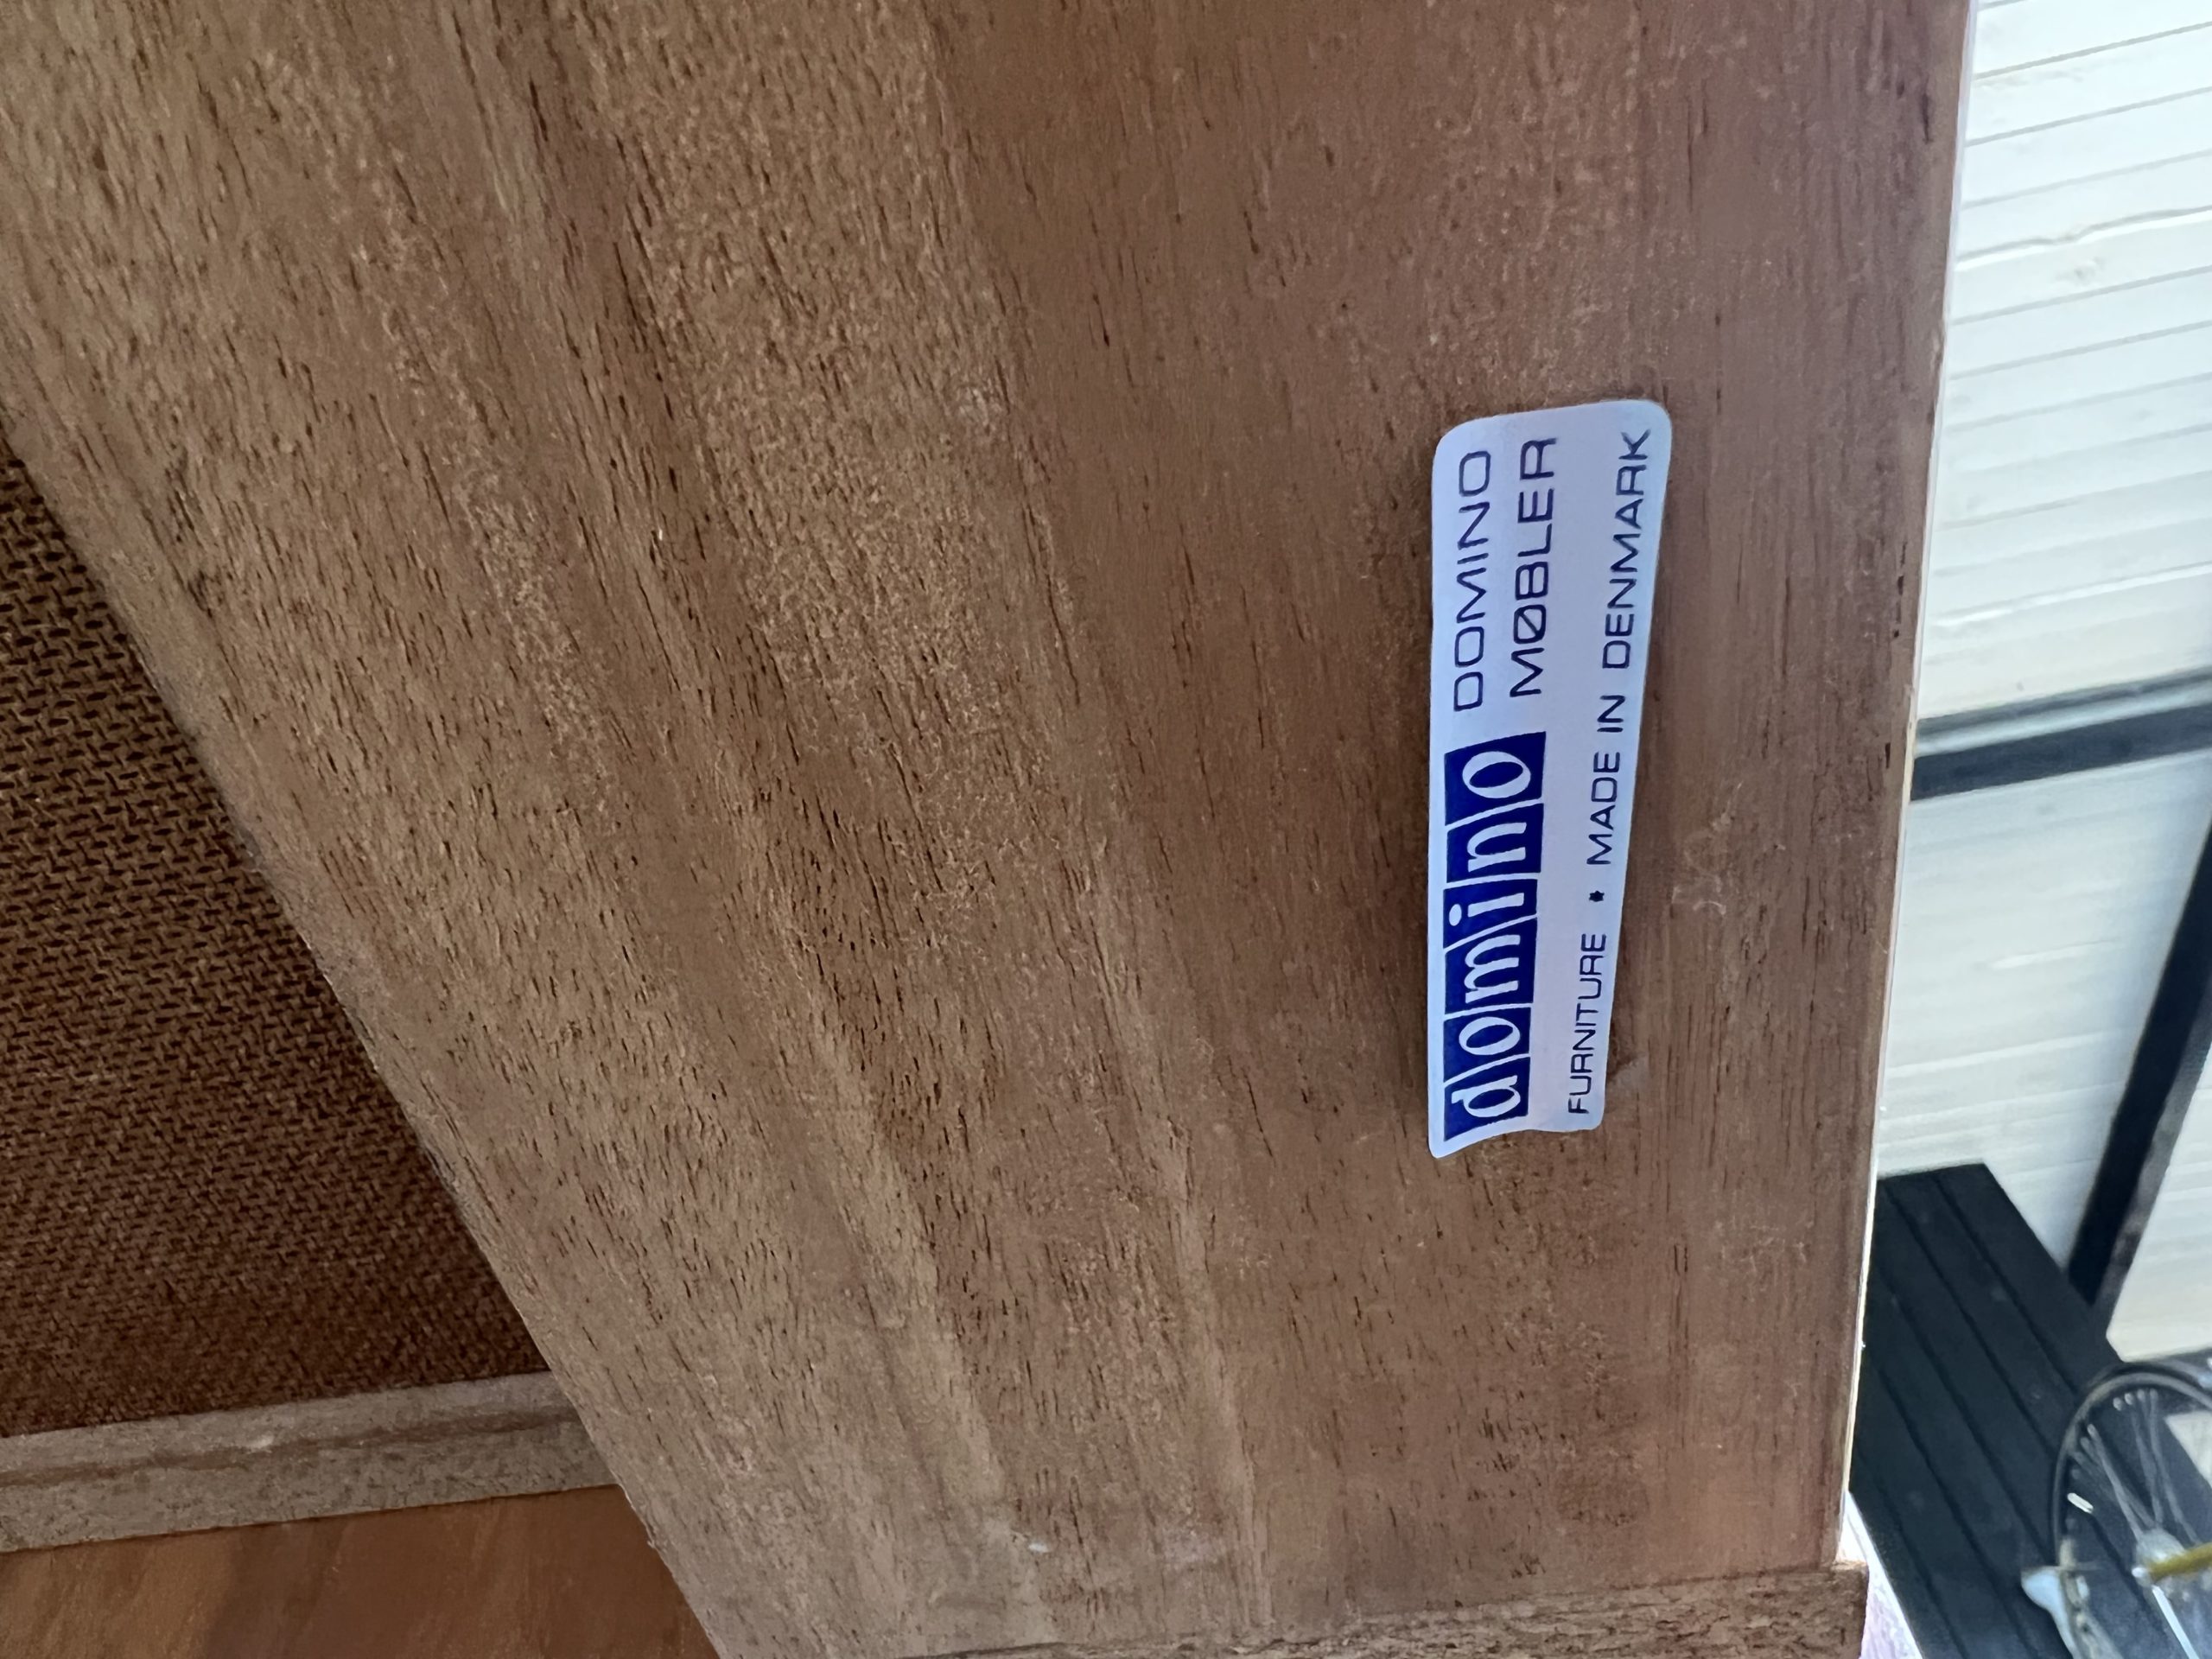 domino DOMINO
MØBLER
FURNITURE * MADE IN DENMARK